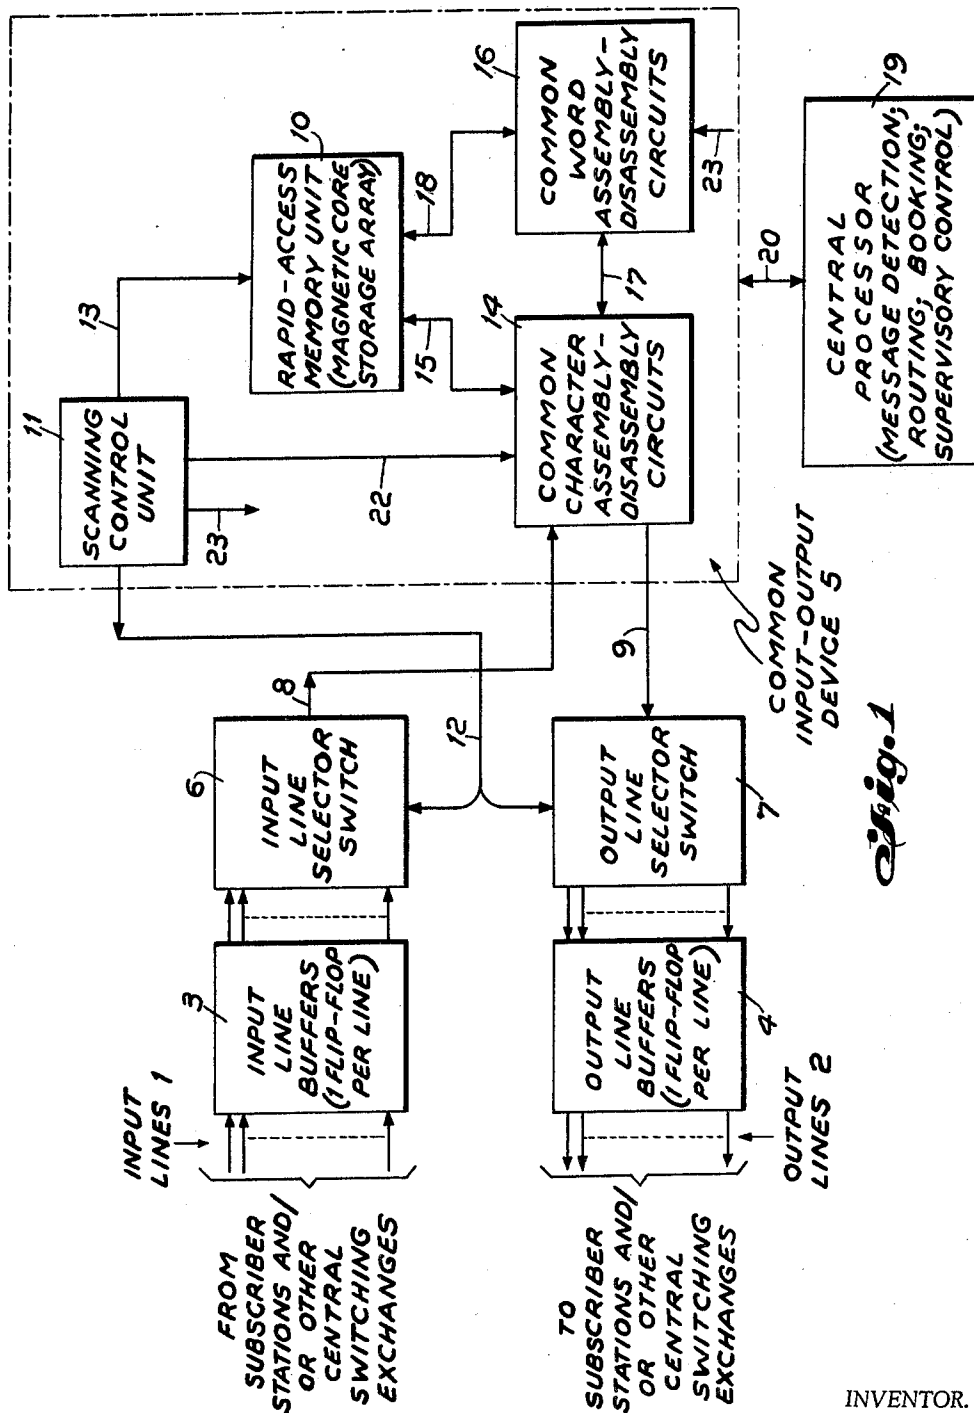 FROM
SUBSCRIBER
STATIONS AND/
OR OTHER
CENTRAL
SWITCHING
EXCHANGES
INPUT
LINES 1
3
INPUT
LINE
BUFFERS
(1 FLIP-FLOP
PER LINE)
6
INPUT
LINE
SELECTOR
SWITCH
8
12
11
SCANNING
CONTROL
UNIT
13
23
22
10
RAPID-ACCESS
MEMORY UNIT
(MAGNETIC CORE
STORAGE ARRAY)
15
18
14
COMMON
CHARACTER
ASSEMBLY-
DISASSEMBLY
CIRCUITS
17
16
COMMON
WORD
ASSEMBLY-
DISASSEMBLY
CIRCUITS
23
9
TO
SUBSCRIBER
STATIONS AND/
OR OTHER
CENTRAL
SWITCHING
EXCHANGES
OUTPUT
LINES 2
OUTPUT
LINE
BUFFERS
(1 FLIP-FLOP
PER LINE)
4
OUTPUT
LINE
SELECTOR
SWITCH
7
COMMON
INPUT-OUTPUT
DEVICE 5
20
19
CENTRAL
PROCESSOR
(MESSAGE DETECTION;
ROUTING; BOOKING;
SUPERVISORY CONTROL)
Fig. 1
INVENTOR.